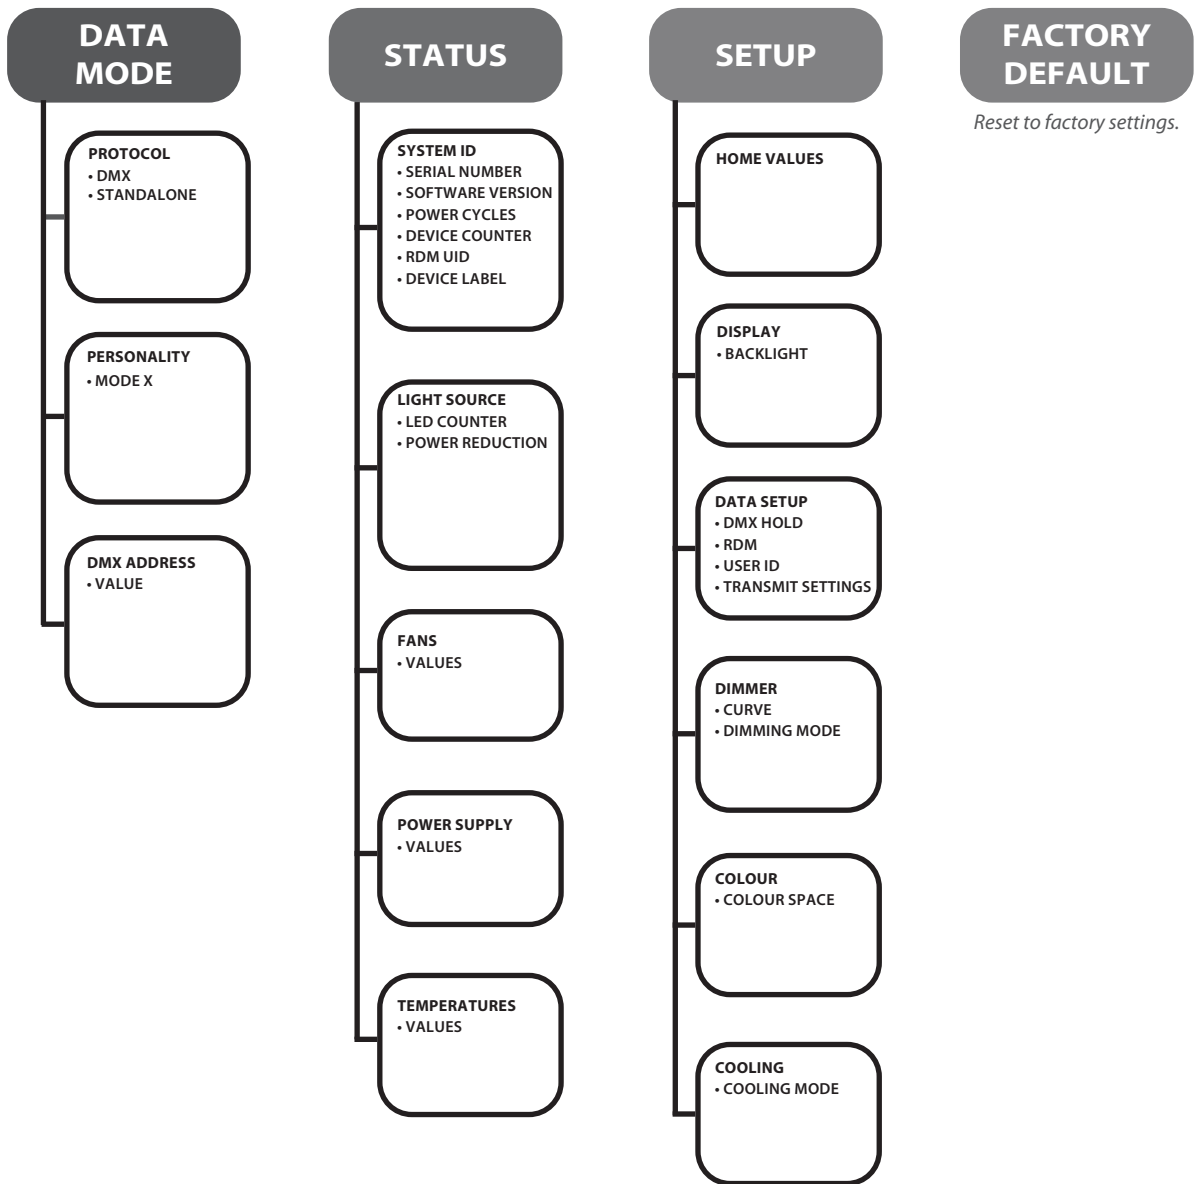 DATA
MODE
PROTOCOL
• DMX
• STANDALONE
PERSONALITY
• MODE X
DMX ADDRESS
• VALUE
STATUS
SYSTEM ID
• SERIAL NUMBER
• SOFTWARE VERSION
• POWER CYCLES
• DEVICE COUNTER
• RDM UID
• DEVICE LABEL
LIGHT SOURCE
• LED COUNTER
• POWER REDUCTION
FANS
• VALUES
POWER SUPPLY
• VALUES
TEMPERATURES
• VALUES
SETUP
HOME VALUES
DISPLAY
• BACKLIGHT
DATA SETUP
• DMX HOLD
• RDM
• USER ID
• TRANSMIT SETTINGS
DIMMER
• CURVE
• DIMMING MODE
COLOUR
• COLOUR SPACE
COOLING
• COOLING MODE
FACTORY
DEFAULT
Reset to factory settings.